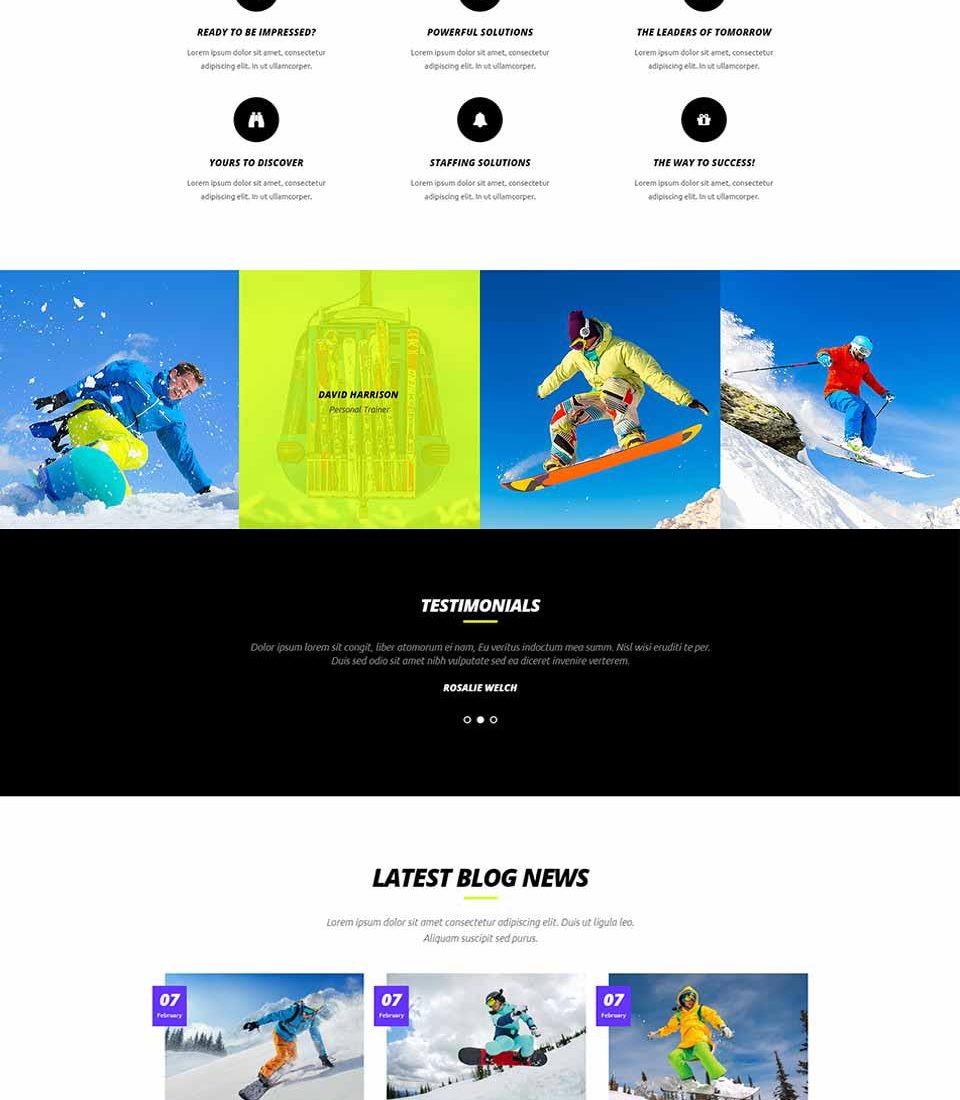 READY TO BE IMPRESSED?
Lorem ipsum dolor sit amet, consectetur
adipiscing elit. In ut ullamcorper.
POWERFUL SOLUTIONS
Lorem ipsum dolor sit amet, consectetur
adipiscing elit. In ut ullamcorper.
THE LEADERS OF TOMORROW
Lorem ipsum dolor sit amet, consectetur
adipiscing elit. In ut ullamcorper.
YOURS TO DISCOVER
Lorem ipsum dolor sit amet, consectetur
adipiscing elit. In ut ullamcorper.
STAFFING SOLUTIONS
Lorem ipsum dolor sit amet, consectetur
adipiscing elit. In ut ullamcorper.
THE WAY TO SUCCESS!
Lorem ipsum dolor sit amet, consectetur
adipiscing elit. In ut ullamcorper.
DAVID HARRISON
Personal Trainer
TESTIMONIALS
Dolor ipsum lorem sit congit, liber atomorum ei nam, Eu veritus indoctum mea summ. Nisl wisi eruditi te per.
Duis sed odio sit amet nibh vulputate sed ea diceret invenire verterem.
ROSALIE WELCH
LATEST BLOG NEWS
Lorem ipsum dolor sit amet consectetur adipiscing elit. Duis ut ligula leo.
Aliquam suscipit sed purus.
07
February
07
February
07
February